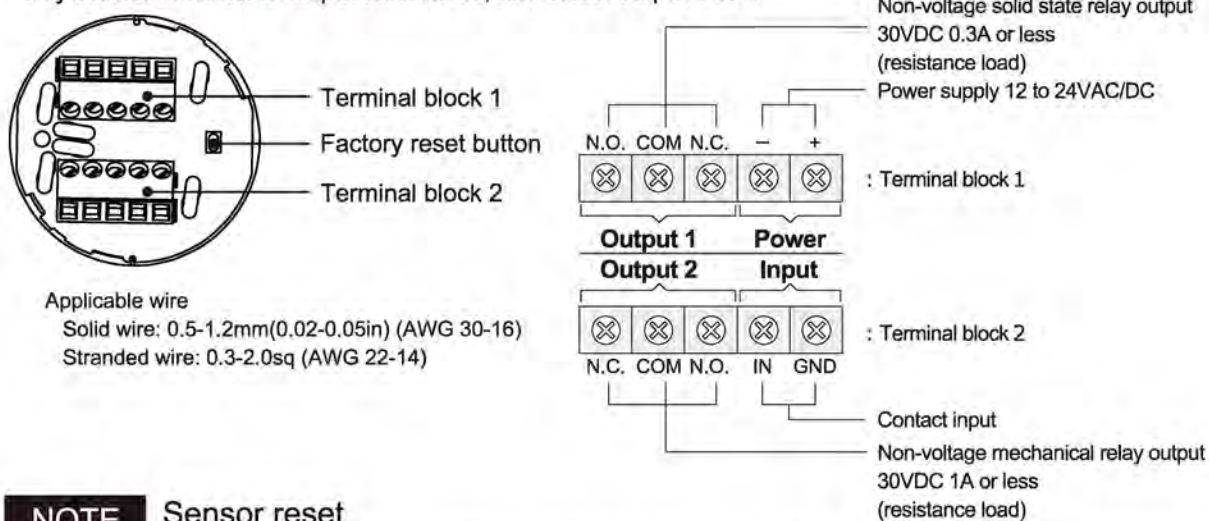 Non-voltage solid state relay output
30VDC 0.3A or less
(resistance load)
Power supply 12 to 24VAC/DC
Terminal block 1
Factory reset button
Terminal block 2
N.O. COM N.C. − +
: Terminal block 1
Output 1 Power
Output 2 Input
: Terminal block 2
N.C. COM N.O. IN GND
Applicable wire
Solid wire: 0.5-1.2mm(0.02-0.05in) (AWG 30-16)
Stranded wire: 0.3-2.0sq (AWG 22-14)
Contact input
Non-voltage mechanical relay output
30VDC 1A or less
(resistance load)
NOTE Sensor reset